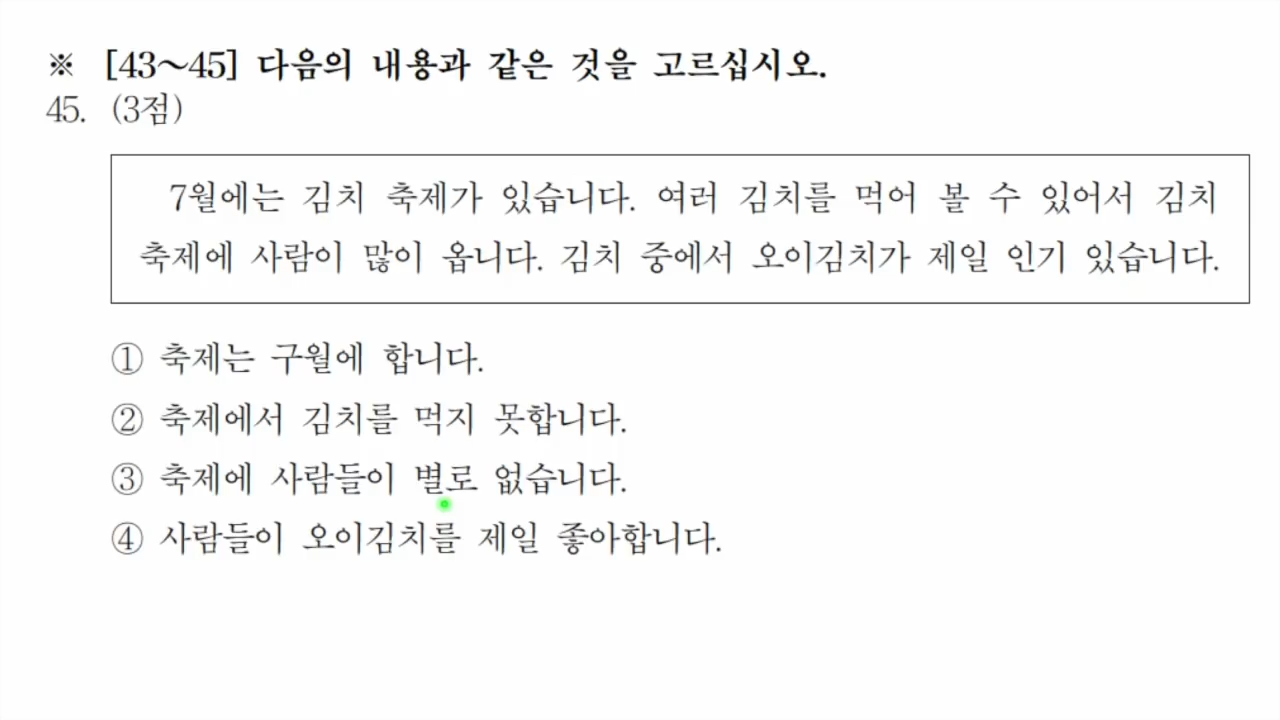 ※ [43～45] 다음의 내용과 같은 것을 고르십시오.
45. (3점)
7월에는 김치 축제가 있습니다. 여러 김치를 먹어 볼 수 있어서 김치
축제에 사람이 많이 옵니다. 김치 중에서 오이김치가 제일 인기 있습니다.
① 축제는 구월에 합니다.
② 축제에서 김치를 먹지 못합니다.
③ 축제에 사람들이 별로 없습니다.
④ 사람들이 오이김치를 제일 좋아합니다.